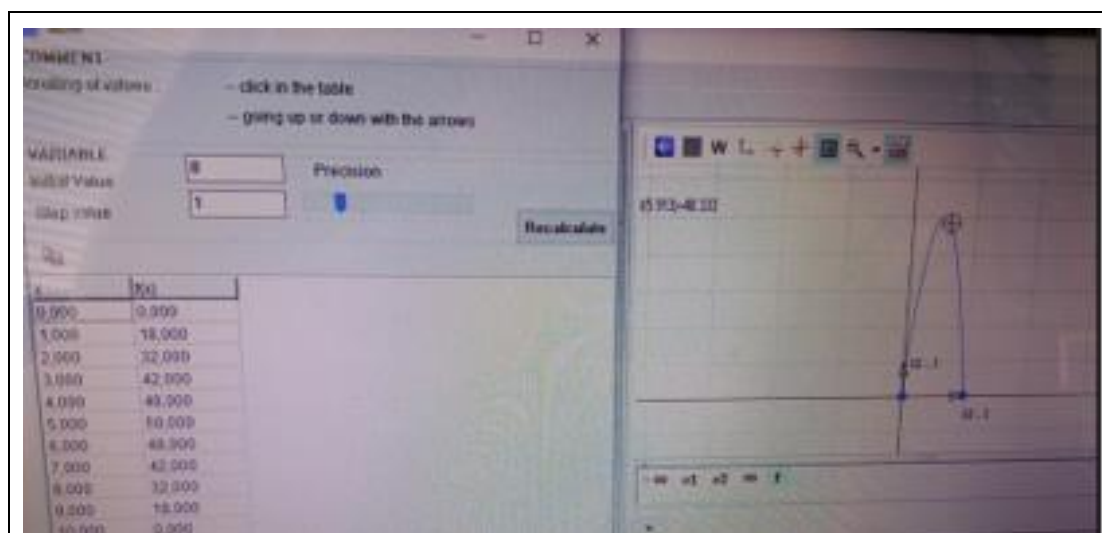 COMMENT
Scrolling of values
– click in the table
– going up or down with the arrows
VARIABLE
Initial Value
0
Precision
Step value
1
Recalculate
x f(x)
0,000 0,000
1,000 18,000
2,000 32,000
3,000 42,000
4,000 48,000
5,000 50,000
6,000 48,000
7,000 42,000
8,000 32,000
9,000 18,000
10,000 0,000
W